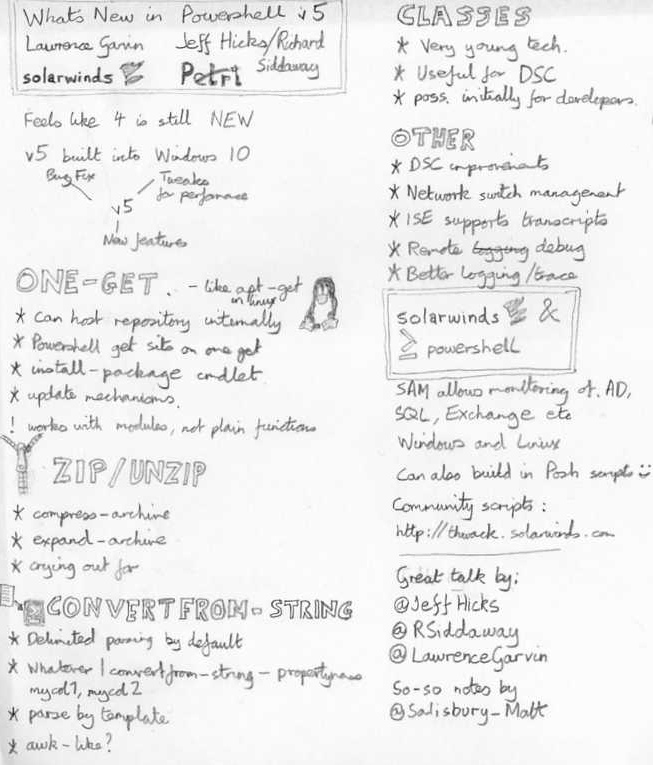 Whats New in Powershell v5
Lawrence Garvin Jeff Hicks/Richard
Siddaway
solarwinds Petri
Feels like 4 is still NEW
v5 built into Windows 10
Bug Fix
Tweaks
for performance
v5
New features
ONE-GET. - like apt-get
in linux
* Can host repository internally
* Powershell get sits on one get
* install-package cmdlet
* update mechanisms.
! works with modules, not plain functions
ZIP/UNZIP
* compress-archive
* expand-archive
* crying out for
CONVERTFROM-STRING
* Delimited parsing by default
* Whatever | convertfrom-string - propertyname
mycol1, mycol2
* parse by template
* awk-like?
CLASSES
* Very young tech.
* Useful for DSC
* poss. initially for developers.
OTHER
* DSC improvements
* Network switch management
* ISE supports transcripts
* Remote logging debug
* Better logging/trace
solarwinds &
powershell
SAM allows monitoring of AD,
SQL, Exchange etc
Windows and Linux
Can also build in Posh scripts
Community scripts:
http://thwack.solarwinds.com
Great talk by:
@JeffHicks
@RSiddaway
@LawrenceGarvin
So-so notes by
@Salisbury-Matt